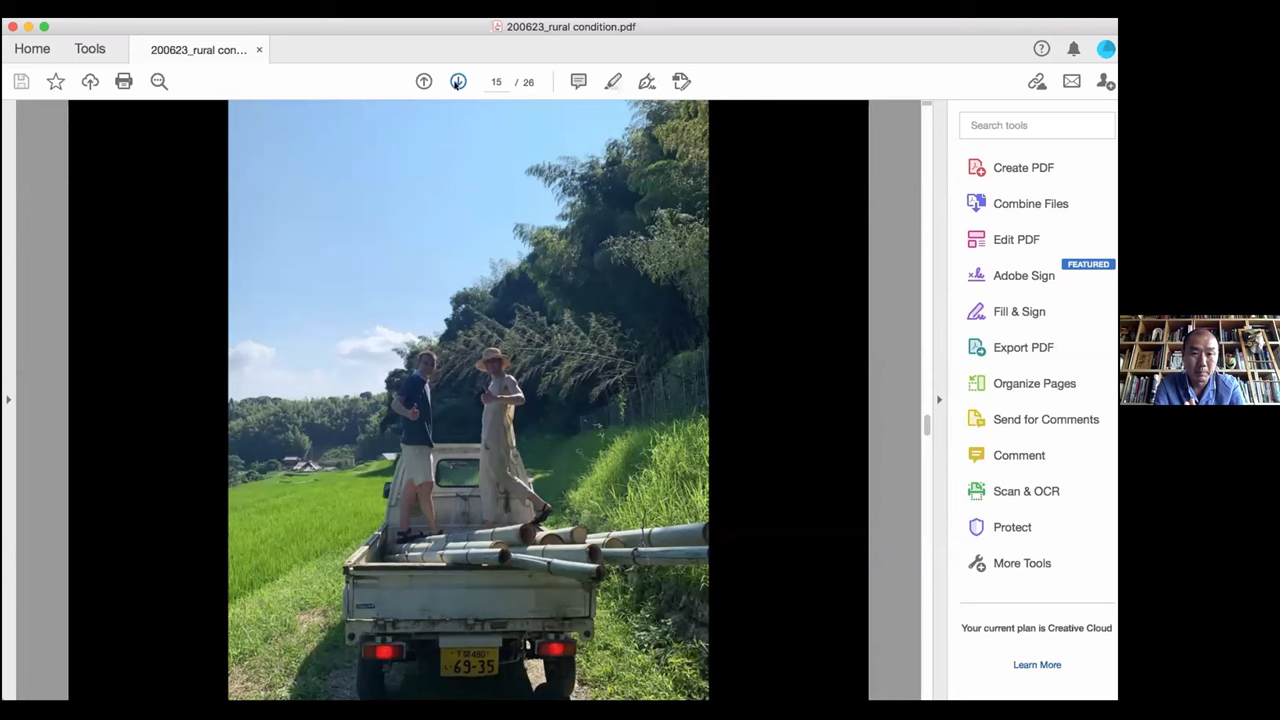 200623_rural condition.pdf
Home
Tools
200623_rural con...
15 / 26
Search tools
Create PDF
Combine Files
Edit PDF
FEATURED
Adobe Sign
Fill & Sign
Export PDF
Organize Pages
Send for Comments
Comment
Scan & OCR
Protect
More Tools
Your current plan is Creative Cloud
Learn More
480
69-35